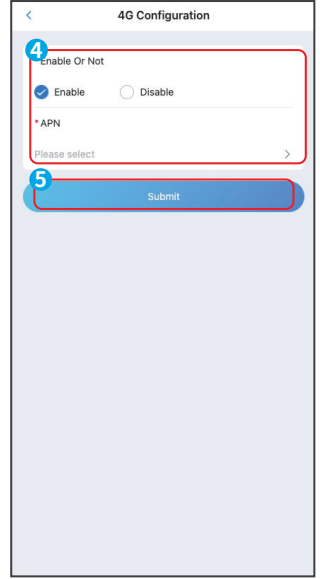 4G Configuration
4
Enable Or Not
Enable
Disable
* APN
Please select
5
Submit